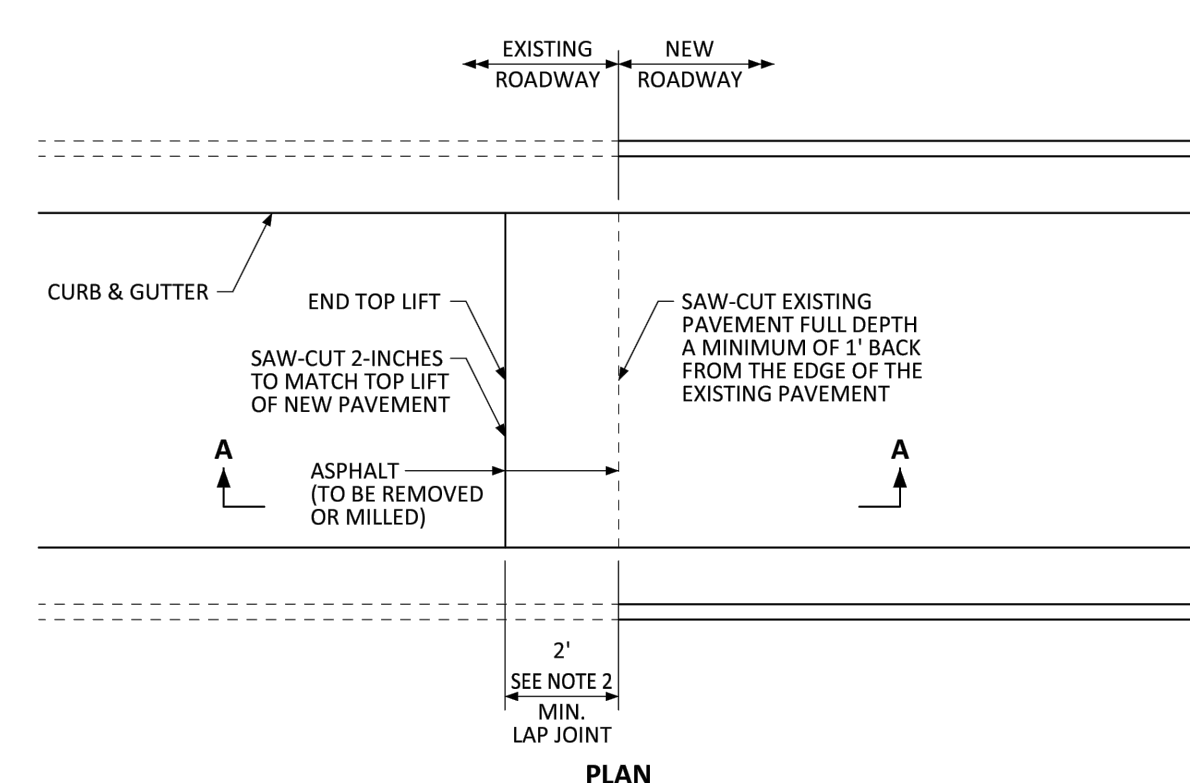 EXISTING
ROADWAY
NEW
ROADWAY
CURB & GUTTER
END TOP LIFT
SAW-CUT 2-INCHES
TO MATCH TOP LIFT
OF NEW PAVEMENT
SAW-CUT EXISTING
PAVEMENT FULL DEPTH
A MINIMUM OF 1' BACK
FROM THE EDGE OF THE
EXISTING PAVEMENT
A
A
ASPHALT
(TO BE REMOVED
OR MILLED)
2'
SEE NOTE 2
MIN.
LAP JOINT
PLAN